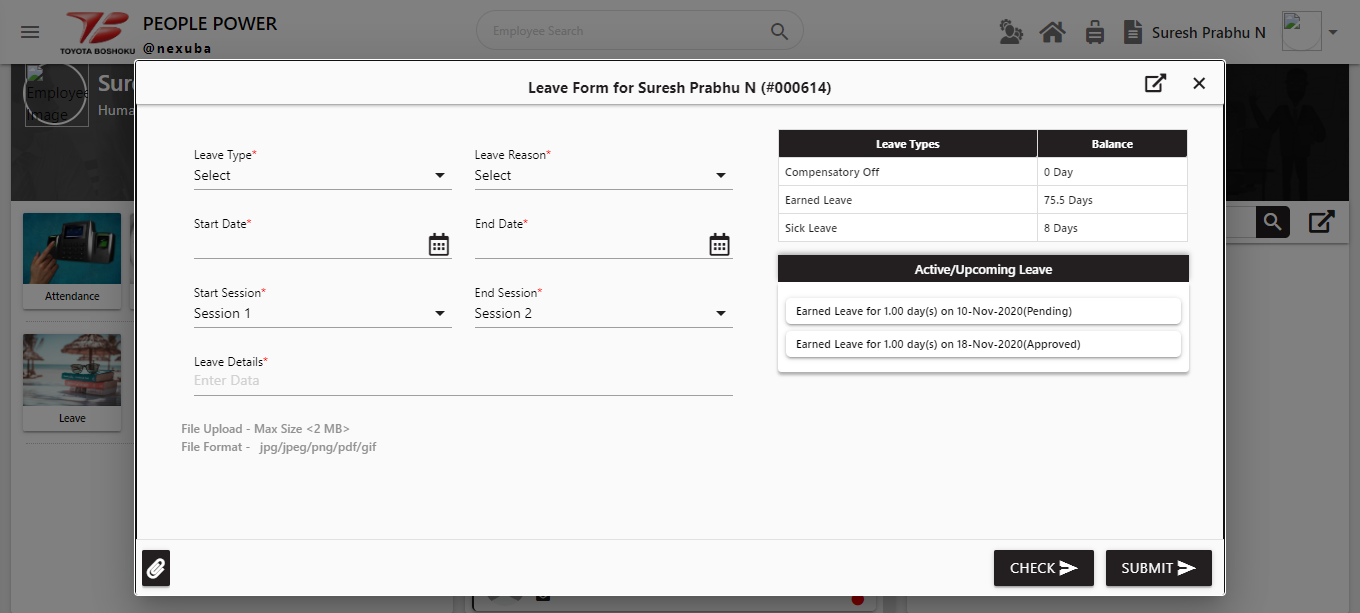 PEOPLE POWER
@nexuba
TOYOTA BOSHOKU
Employee Search
Suresh Prabhu N
Employee
Image
Sur
Huma
Attendance
Leave
Leave Form for Suresh Prabhu N (#000614)
Leave Type*
Select
Leave Reason*
Select
Start Date*
End Date*
Start Session*
Session 1
End Session*
Session 2
Leave Details*
Enter Data
File Upload - Max Size <2 MB>
File Format - jpg/jpeg/png/pdf/gif
Leave Types Balance
Compensatory Off 0 Day
Earned Leave 75.5 Days
Sick Leave 8 Days
Active/Upcoming Leave
Earned Leave for 1.00 day(s) on 10-Nov-2020(Pending)
Earned Leave for 1.00 day(s) on 18-Nov-2020(Approved)
CHECK
SUBMIT